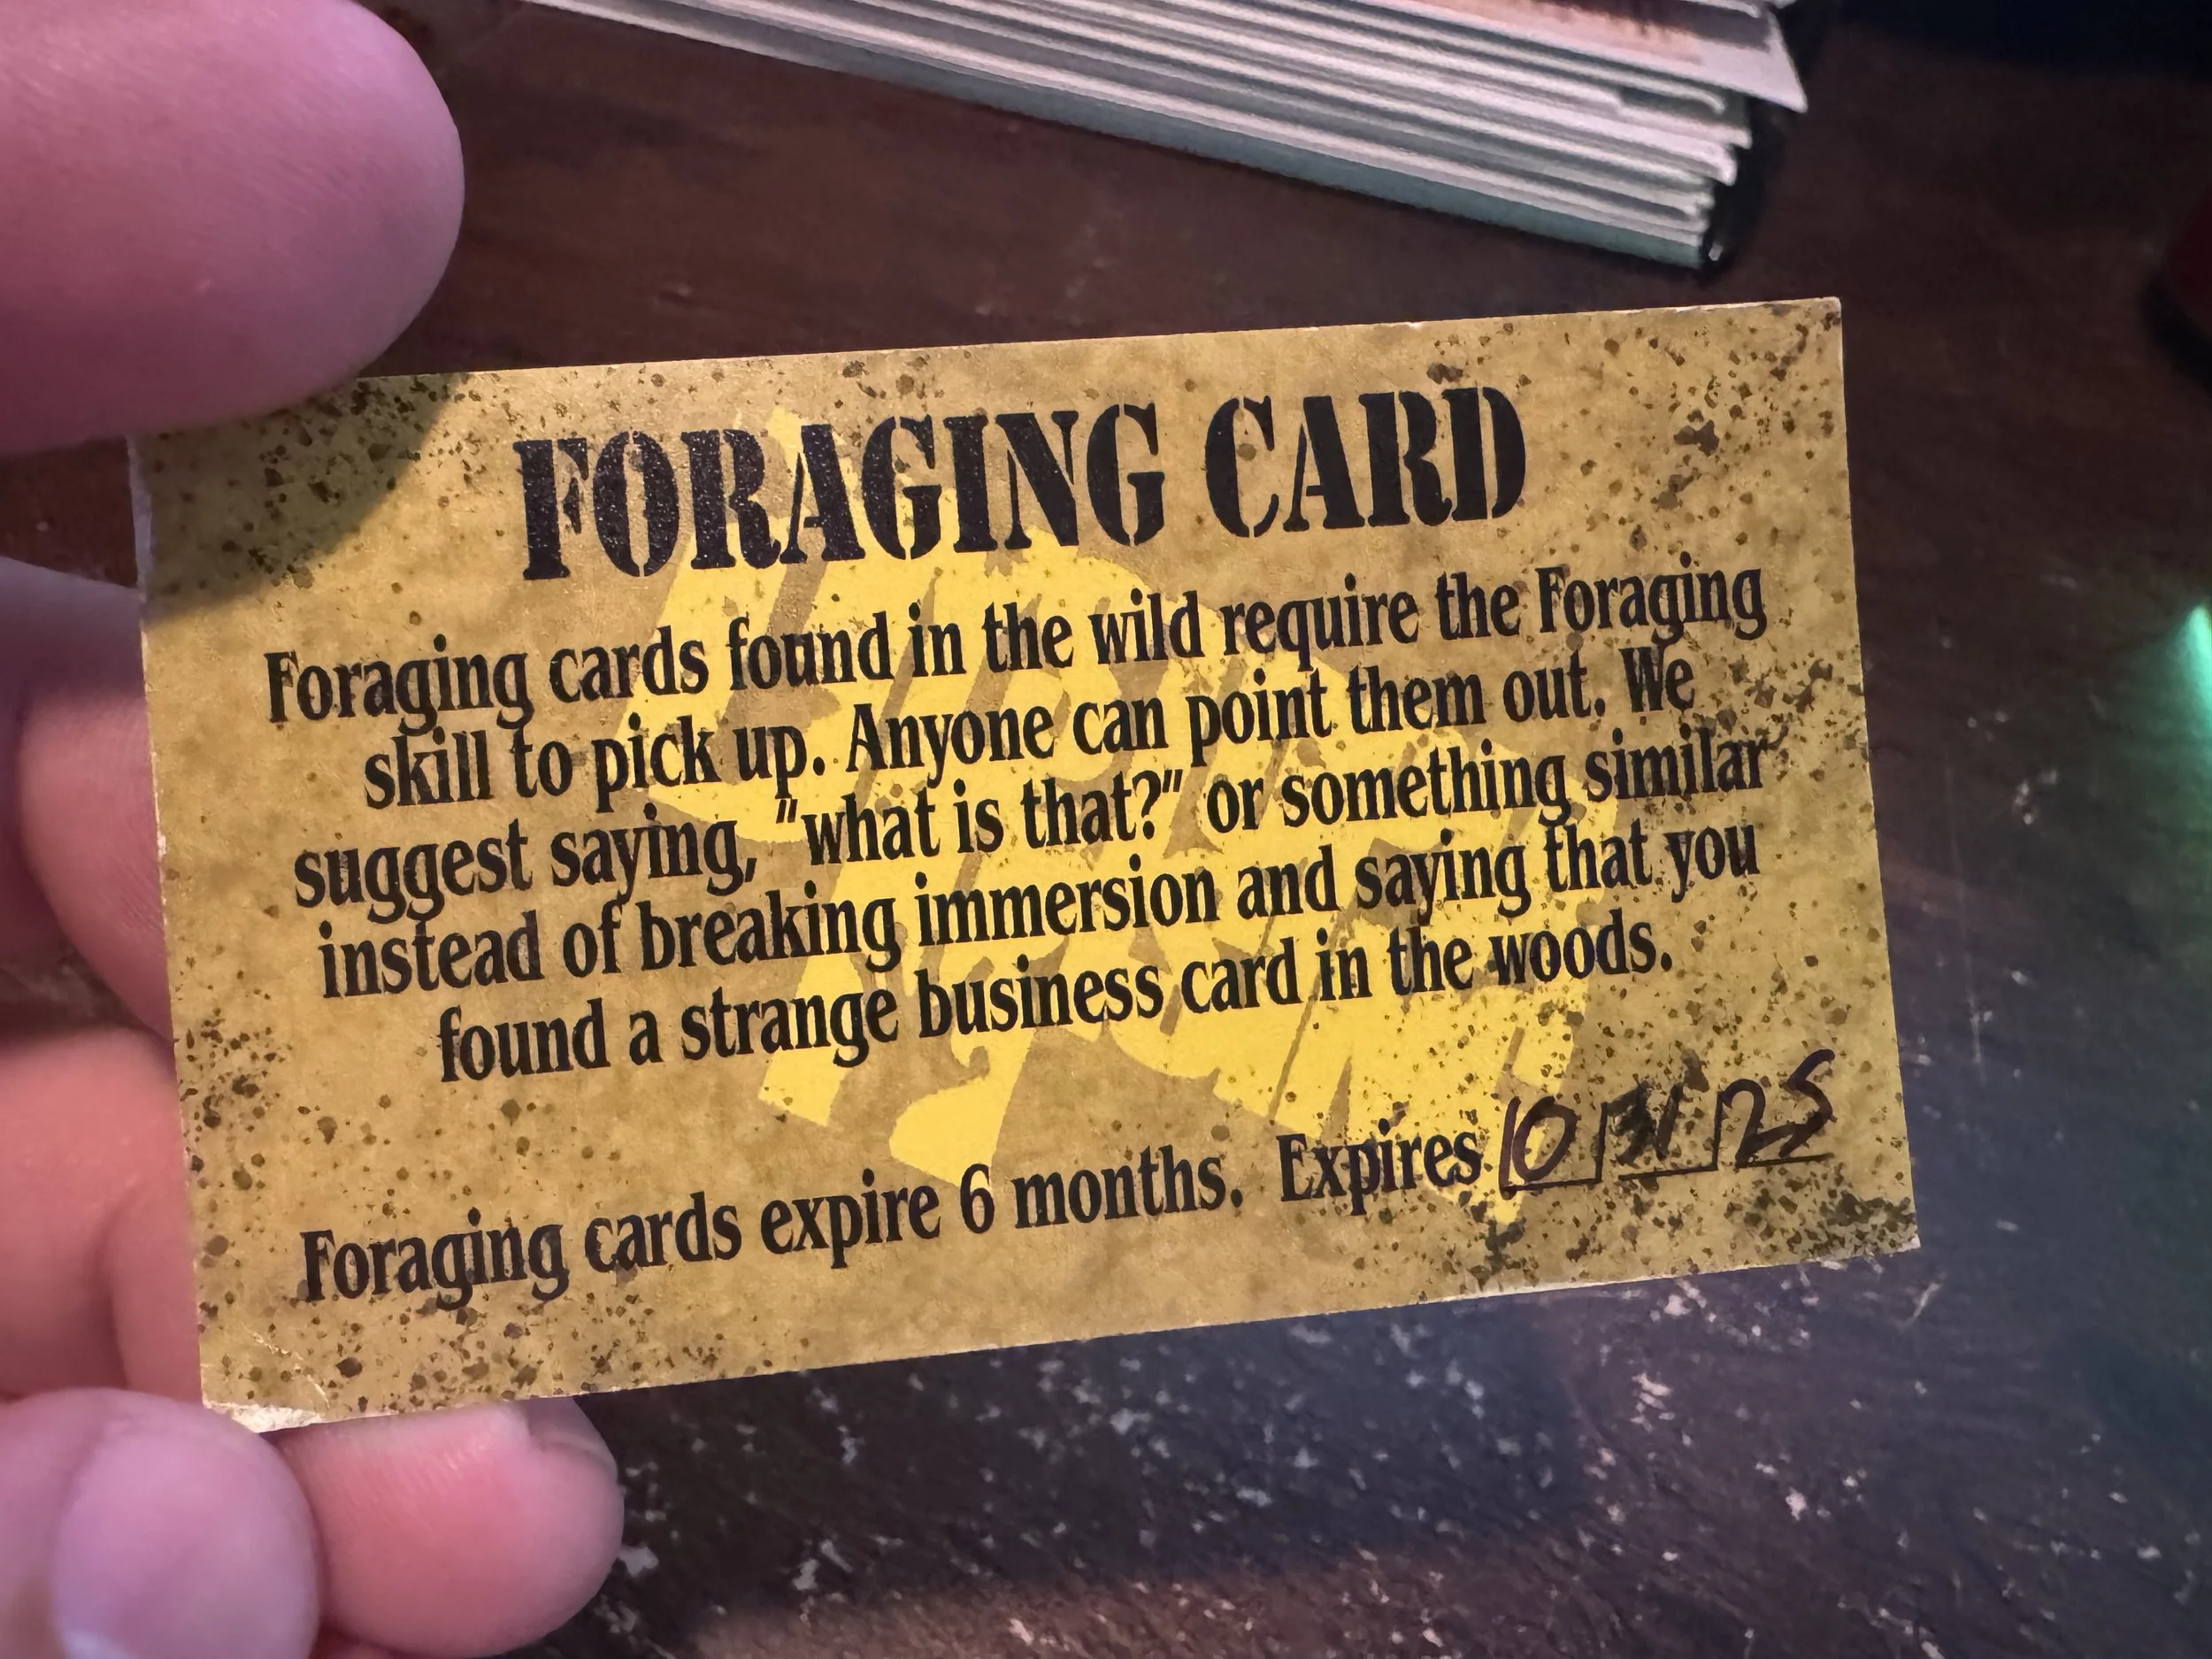 FORAGING CARD
Foraging cards found in the wild require the Foraging
skill to pick up. Anyone can point them out. We
suggest saying, "what is that?" or something similar
instead of breaking immersion and saying that you
found a strange business card in the woods.
Foraging cards expire 6 months. Expires 10/31/25